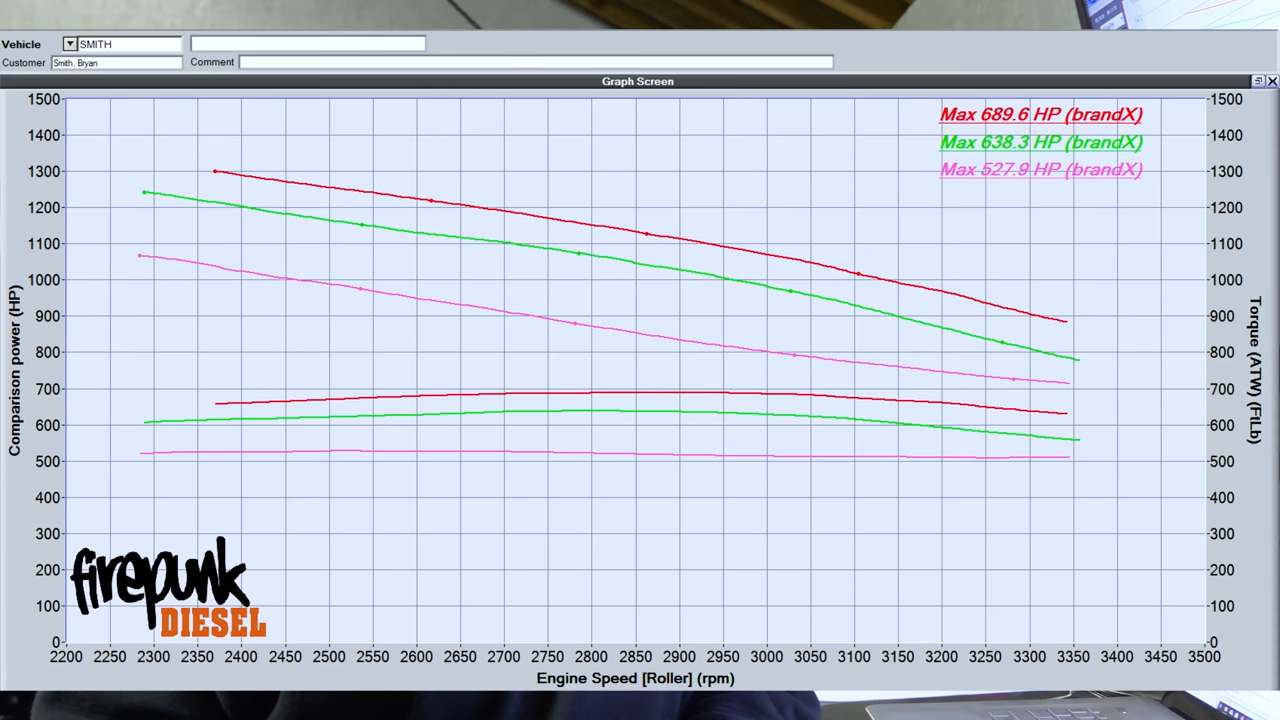 Vehicle SMITH
Customer Smith, Bryan Comment
Graph Screen
Max 689.6 HP (brandX)
Max 638.3 HP (brandX)
Max 527.9 HP (brandX)
1500 1500
1400 1400
1300 1300
1200 1200
1100 1100
1000 1000
900 900
800 800
700 700
600 600
500 500
400 400
300 300
200 200
100 100
0 0
Comparison power (HP)
Torque (ATW) (FtLb)
firepunk
DIESEL
2200 2250 2300 2350 2400 2450 2500 2550 2600 2650 2700 2750 2800 2850 2900 2950 3000 3050 3100 3150 3200 3250 3300 3350 3400 3450 3500
Engine Speed [Roller] (rpm)